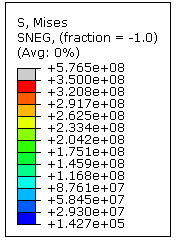 S, Mises
SNEG, (fraction = -1.0)
(Avg: 0%)
+5.765e+08
+3.500e+08
+3.208e+08
+2.917e+08
+2.625e+08
+2.334e+08
+2.042e+08
+1.751e+08
+1.459e+08
+1.168e+08
+8.761e+07
+5.845e+07
+2.930e+07
+1.427e+05